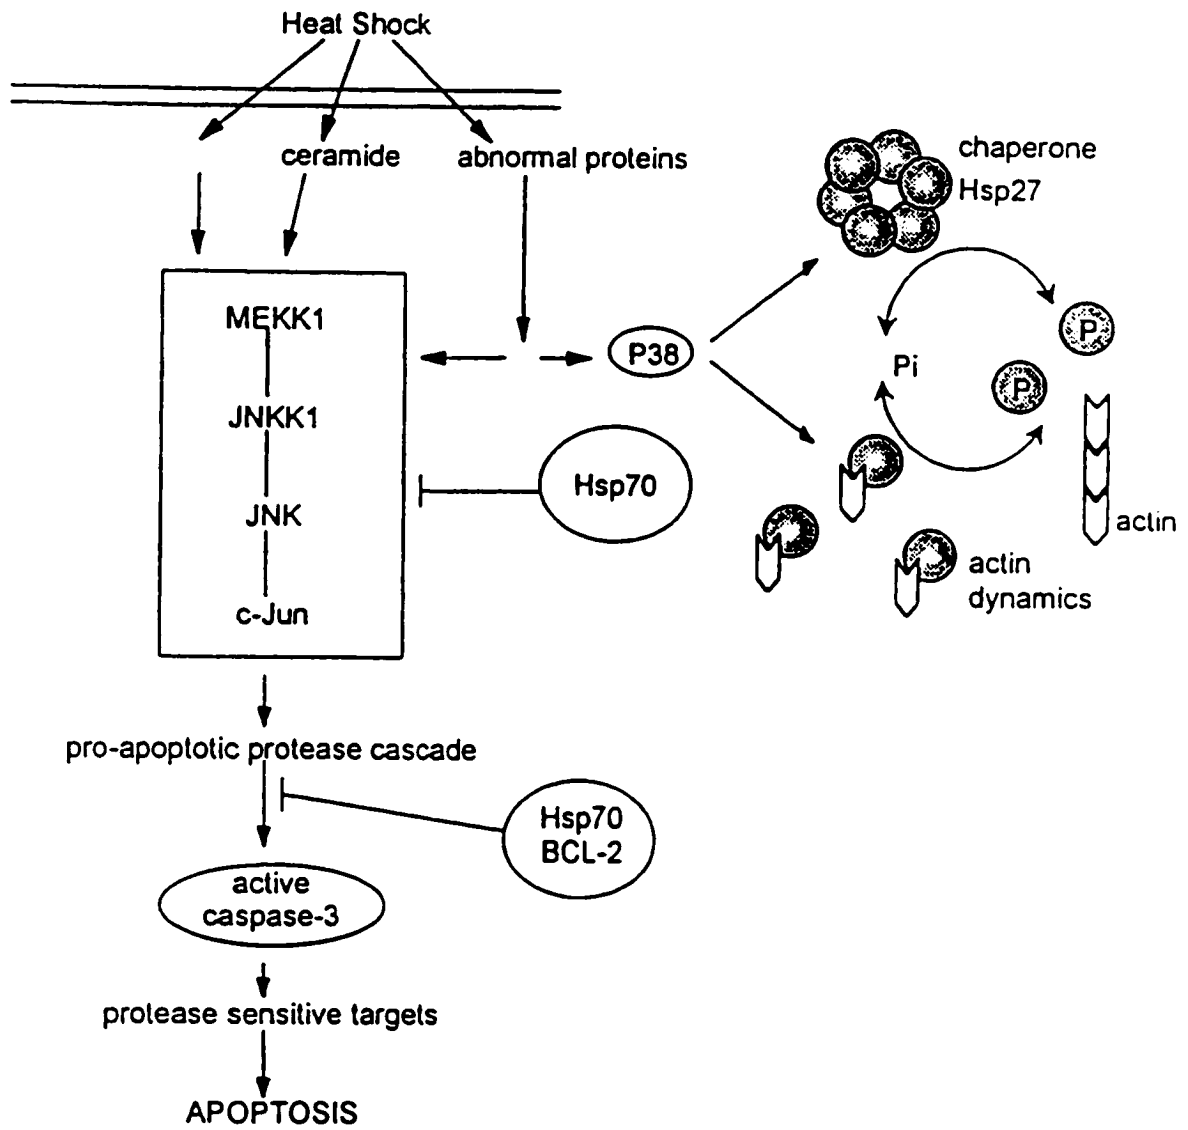 Heat Shock
ceramide
abnormal proteins
chaperone
Hsp27
MEKK1
P38
Pi
P
P
JNKK1
Hsp70
JNK
actin
actin
dynamics
c-Jun
pro-apoptotic protease cascade
Hsp70
BCL-2
active
caspase-3
protease sensitive targets
APOPTOSIS